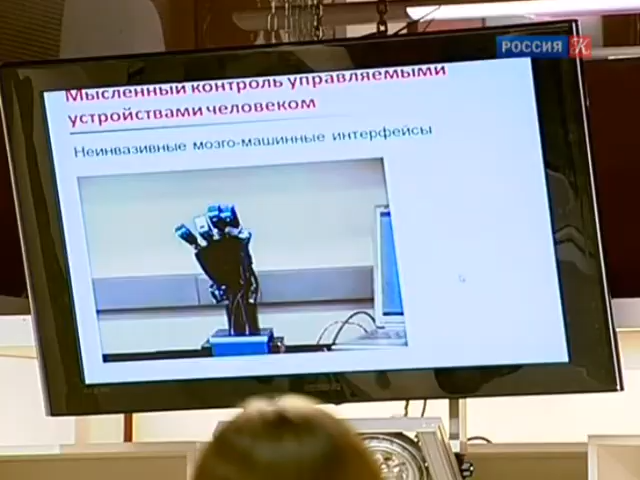 РОССИЯ К
Мысленный контроль управляемыми
устройствами человеком
Неинвазивные мозго-машинные интерфейсы